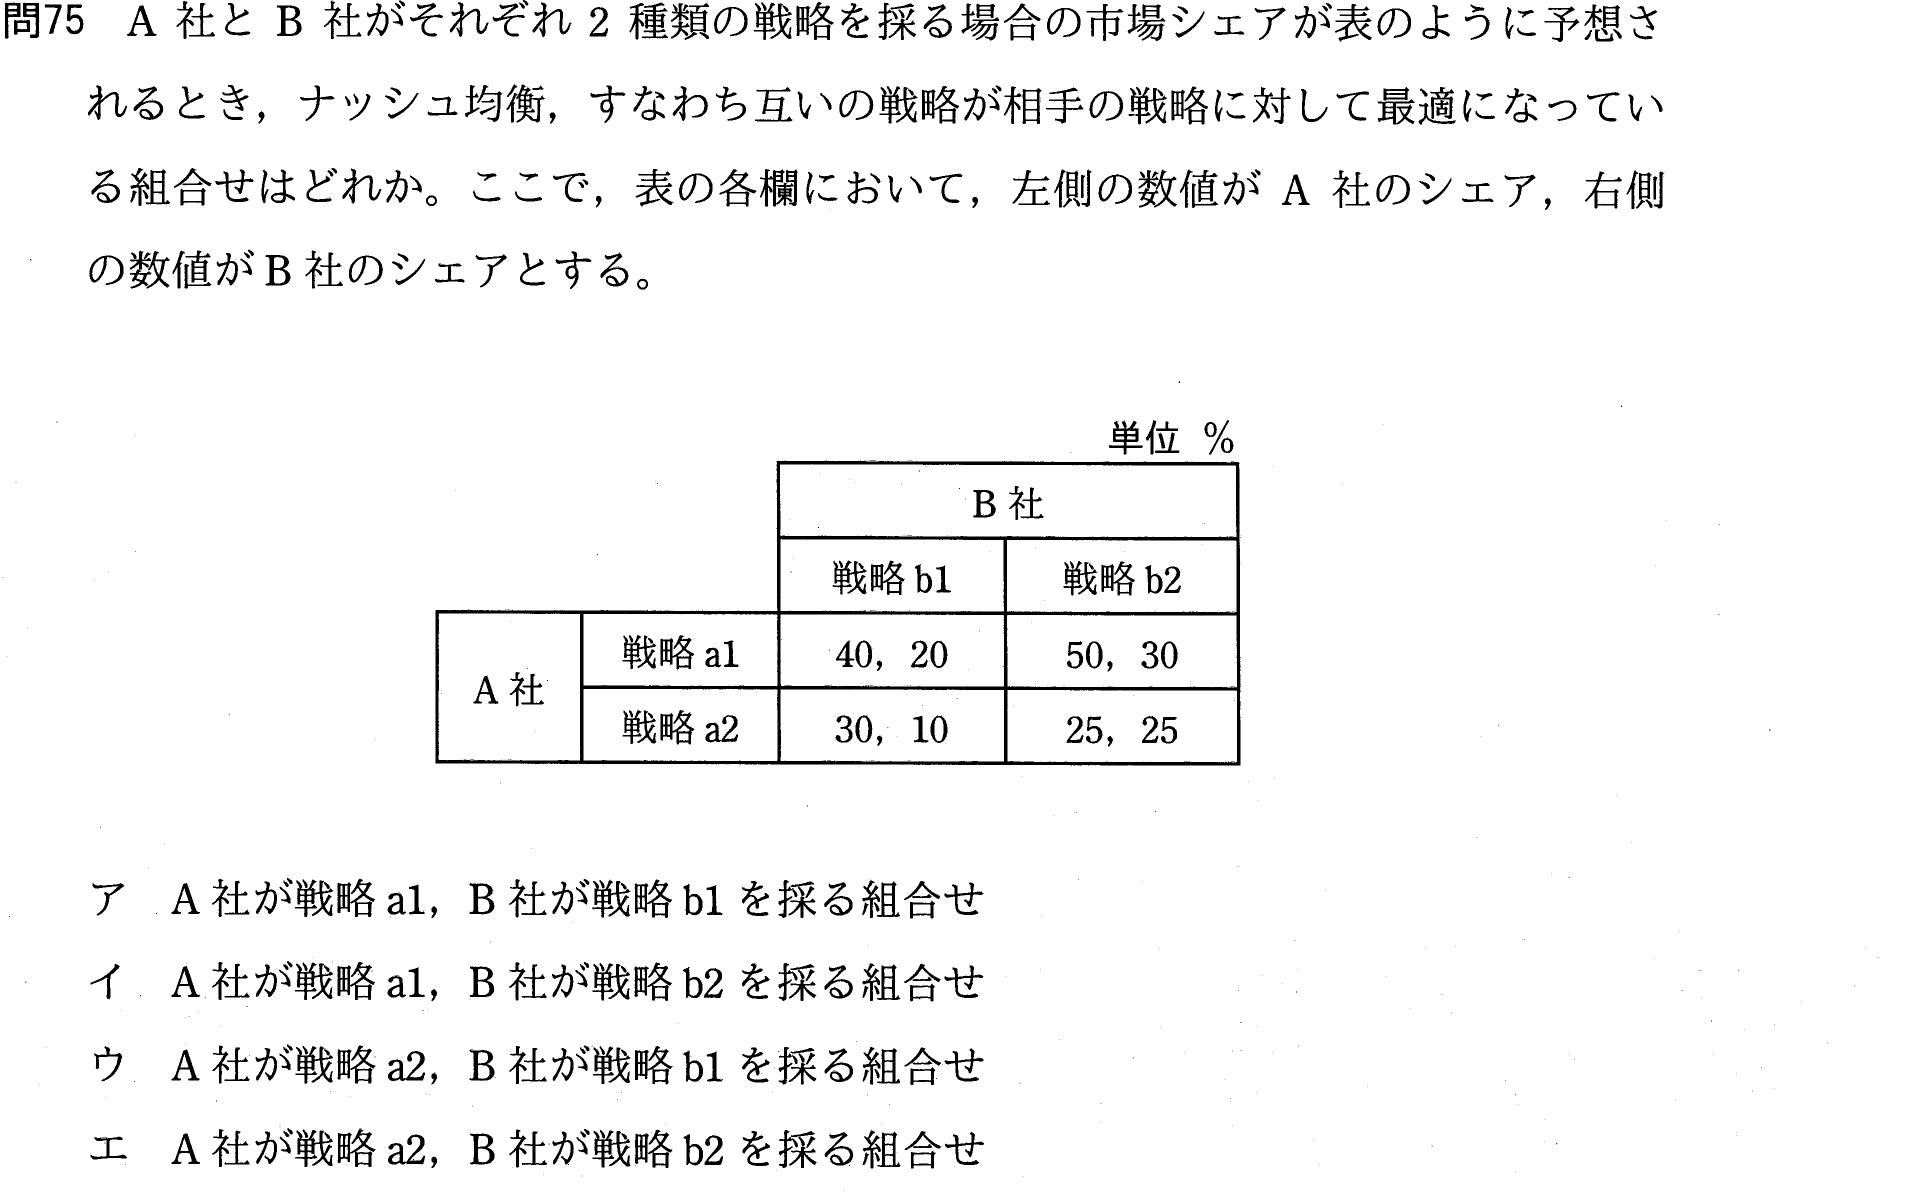 問75 A 社と B 社がそれぞれ 2 種類の戦略を採る場合の市場シェアが表のように予想さ
れるとき，ナッシュ均衡，すなわち互いの戦略が相手の戦略に対して最適になってい
る組合せはどれか。ここで，表の各欄において，左側の数値が A 社のシェア，右側
の数値が B 社のシェアとする。
単位 %
B 社
戦略 b1 戦略 b2
A 社 戦略 a1 40，20 50，30
戦略 a2 30，10 25，25
ア A 社が戦略 a1，B 社が戦略 b1 を採る組合せ
イ A 社が戦略 a1，B 社が戦略 b2 を採る組合せ
ウ A 社が戦略 a2，B 社が戦略 b1 を採る組合せ
エ A 社が戦略 a2，B 社が戦略 b2 を採る組合せ